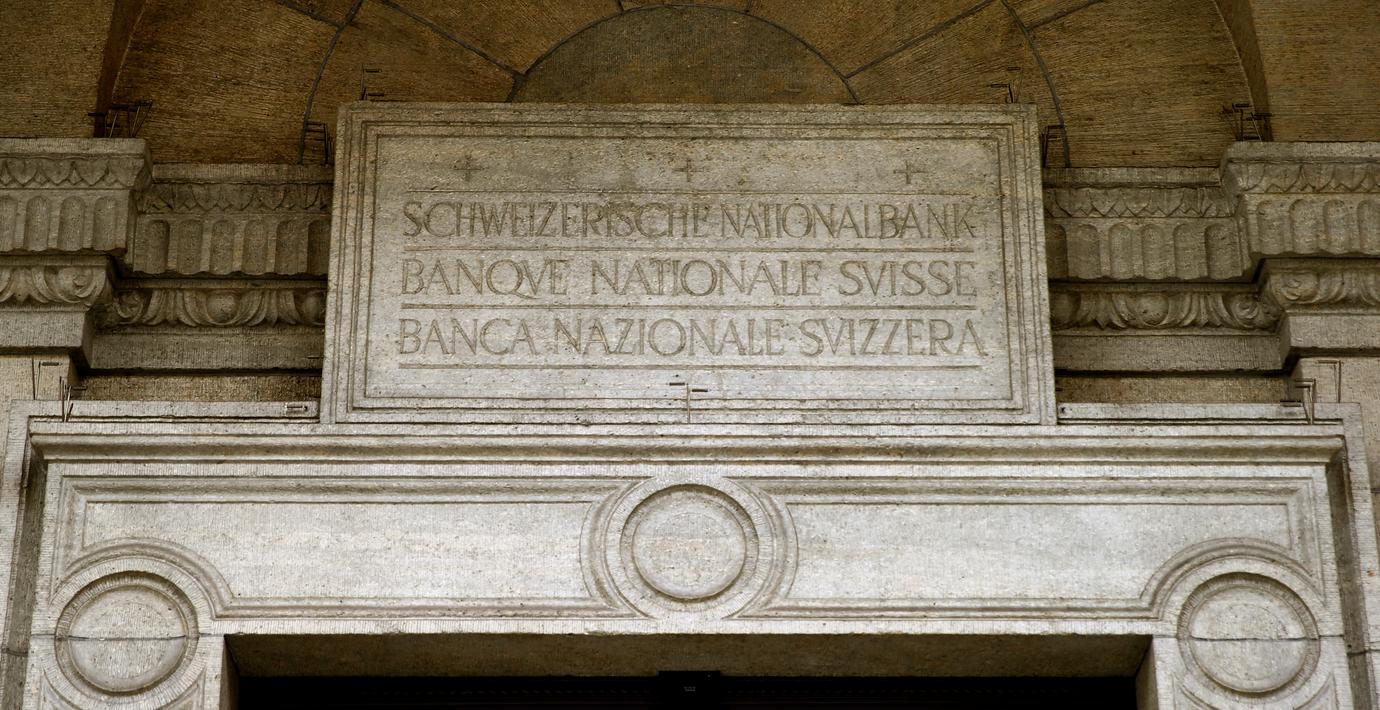 SCHWEIZERISCHE NATIONALBANK
BANQVE NATIONALE SVISSE
BANCA NAZIONALE SVIZZERA